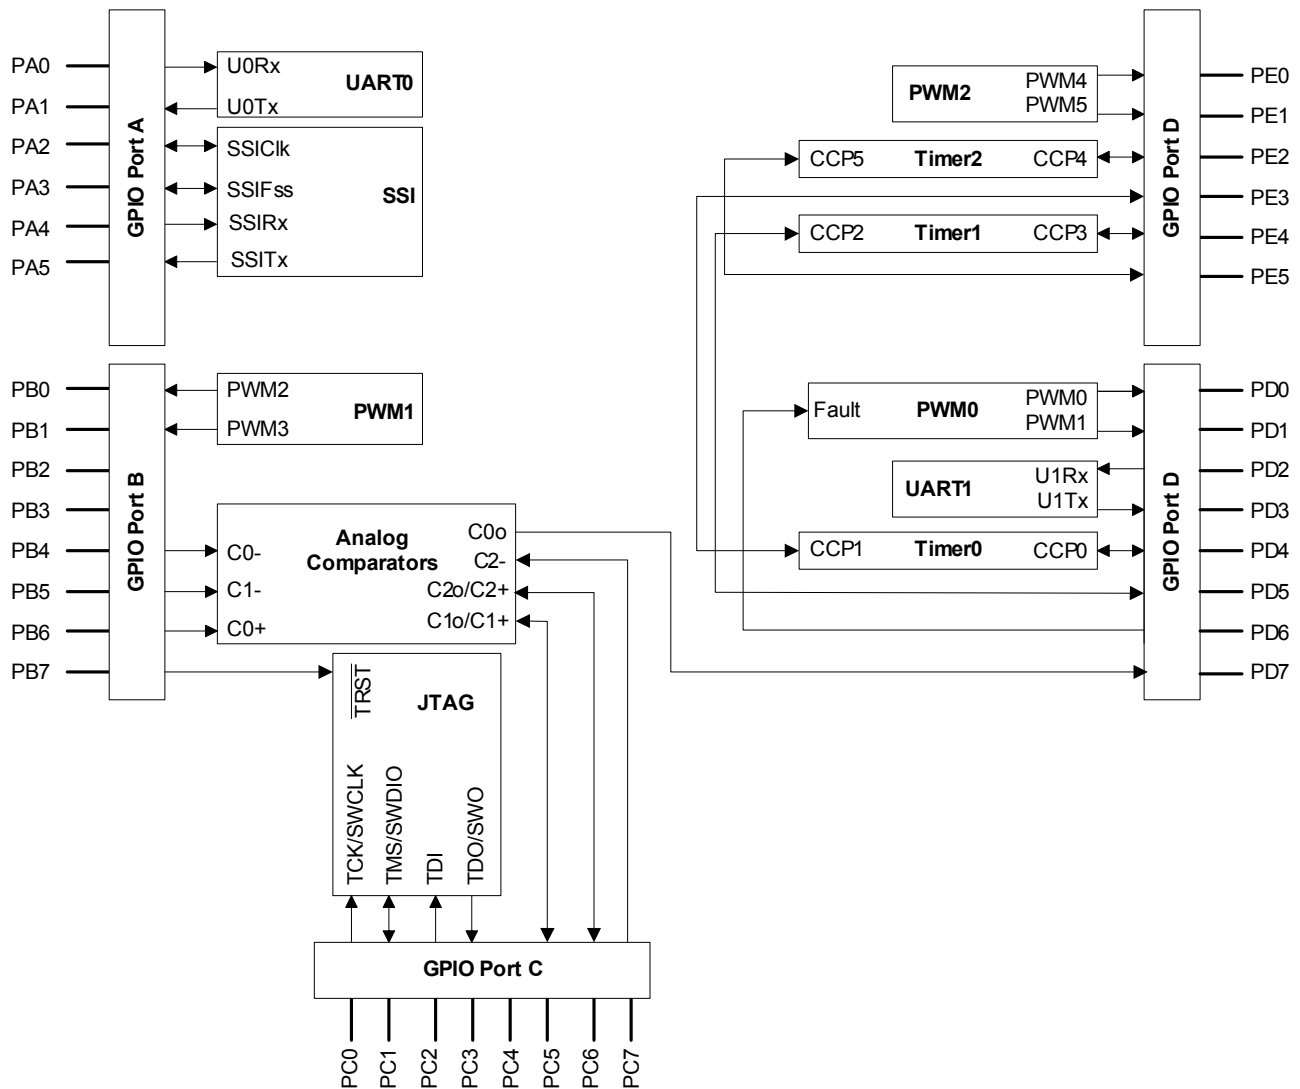 PA0
PA1
PA2
PA3
PA4
PA5
GPIO Port A
U0Rx
U0Tx
UART0
SSIClk
SSIFss
SSIRx
SSITx
SSI
PWM2
PWM4
PWM5
CCP5 Timer2 CCP4
CCP2 Timer1 CCP3
GPIO Port D
PE0
PE1
PE2
PE3
PE4
PE5
PB0
PB1
PB2
PB3
PB4
PB5
PB6
PB7
GPIO Port B
PWM2
PWM3
PWM1
Analog
Comparators
C0-
C1-
C0+
C0o
C2-
C2o/C2+
C1o/C1+
Fault PWM0
PWM0
PWM1
UART1
U1Rx
U1Tx
CCP1 Timer0 CCP0
GPIO Port D
PD0
PD1
PD2
PD3
PD4
PD5
PD6
PD7
TRST
JTAG
TCK/SWCLK
TMS/SWDIO
TDI
TDO/SWO
GPIO Port C
PC0
PC1
PC2
PC3
PC4
PC5
PC6
PC7